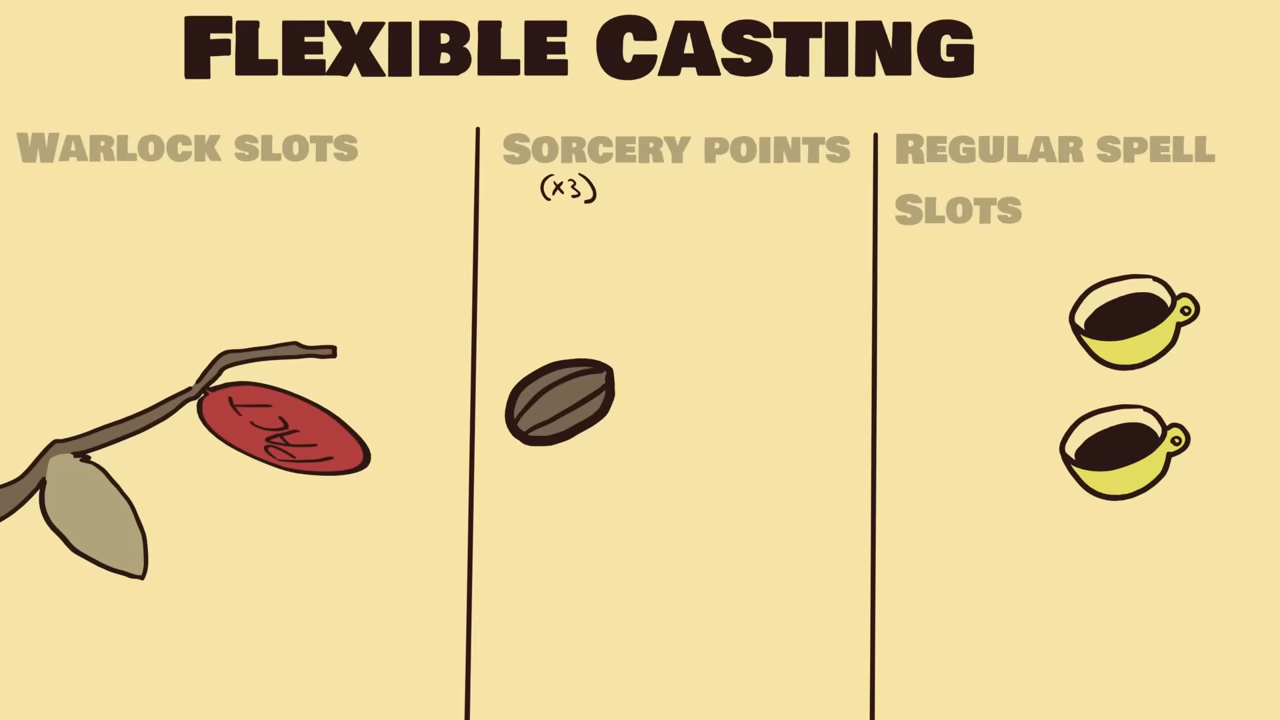 Flexible Casting
Warlock slots
Sorcery points
(x3)
Regular spell
Slots
PACT